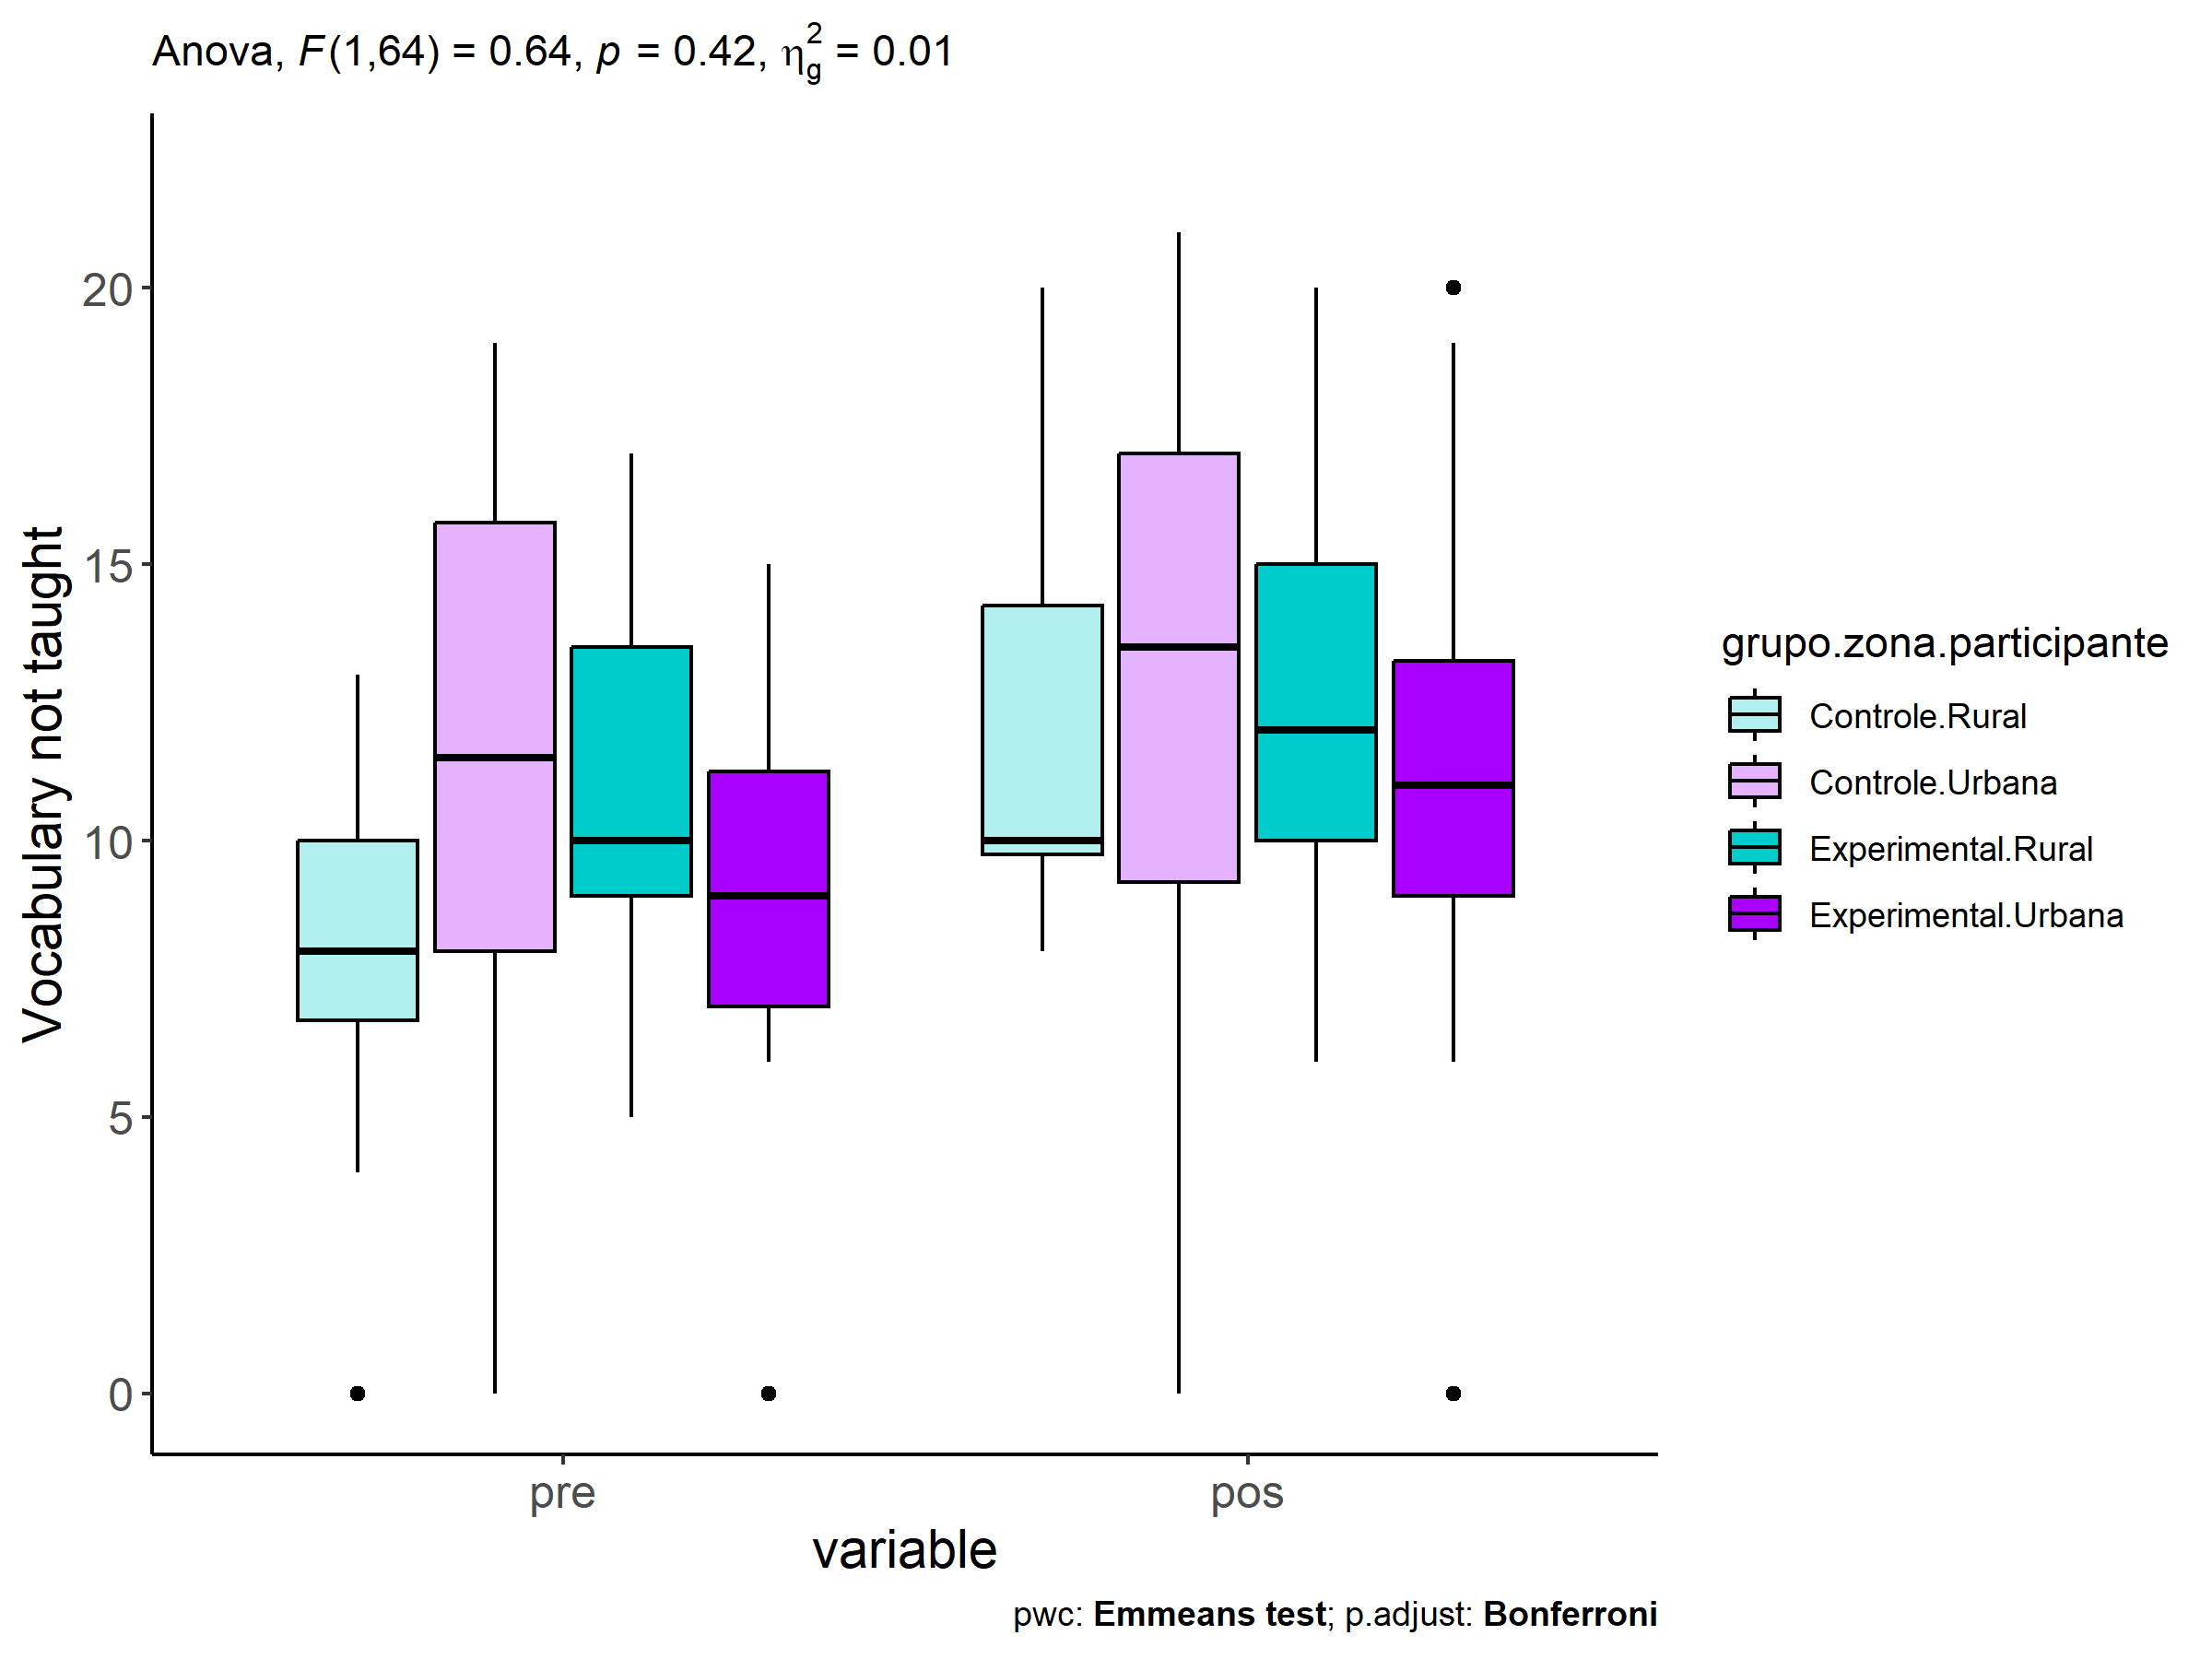 Anova, F(1,64) = 0.64, p = 0.42, η²g = 0.01
Vocabulary not taught
20
15
10
5
0
pre
pos
variable
grupo.zona.participante
Controle.Rural
Controle.Urbana
Experimental.Rural
Experimental.Urbana
pwc: Emmeans test; p.adjust: Bonferroni